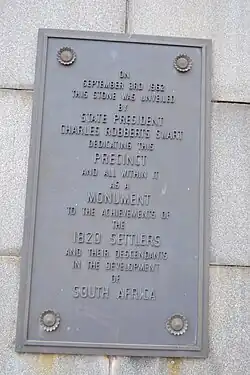 ON
SEPTEMBER 3RD 1962
THIS STONE WAS UNVEILED
BY
STATE PRESIDENT
CHARLES ROBBERTS SWART
DEDICATING THIS
PRECINCT
AND ALL WITHIN IT
AS A
MONUMENT
TO THE ACHIEVEMENTS OF
THE
1820 SETTLERS
AND THEIR DESCENDANTS
IN THE DEVELOPMENT
OF
SOUTH AFRICA